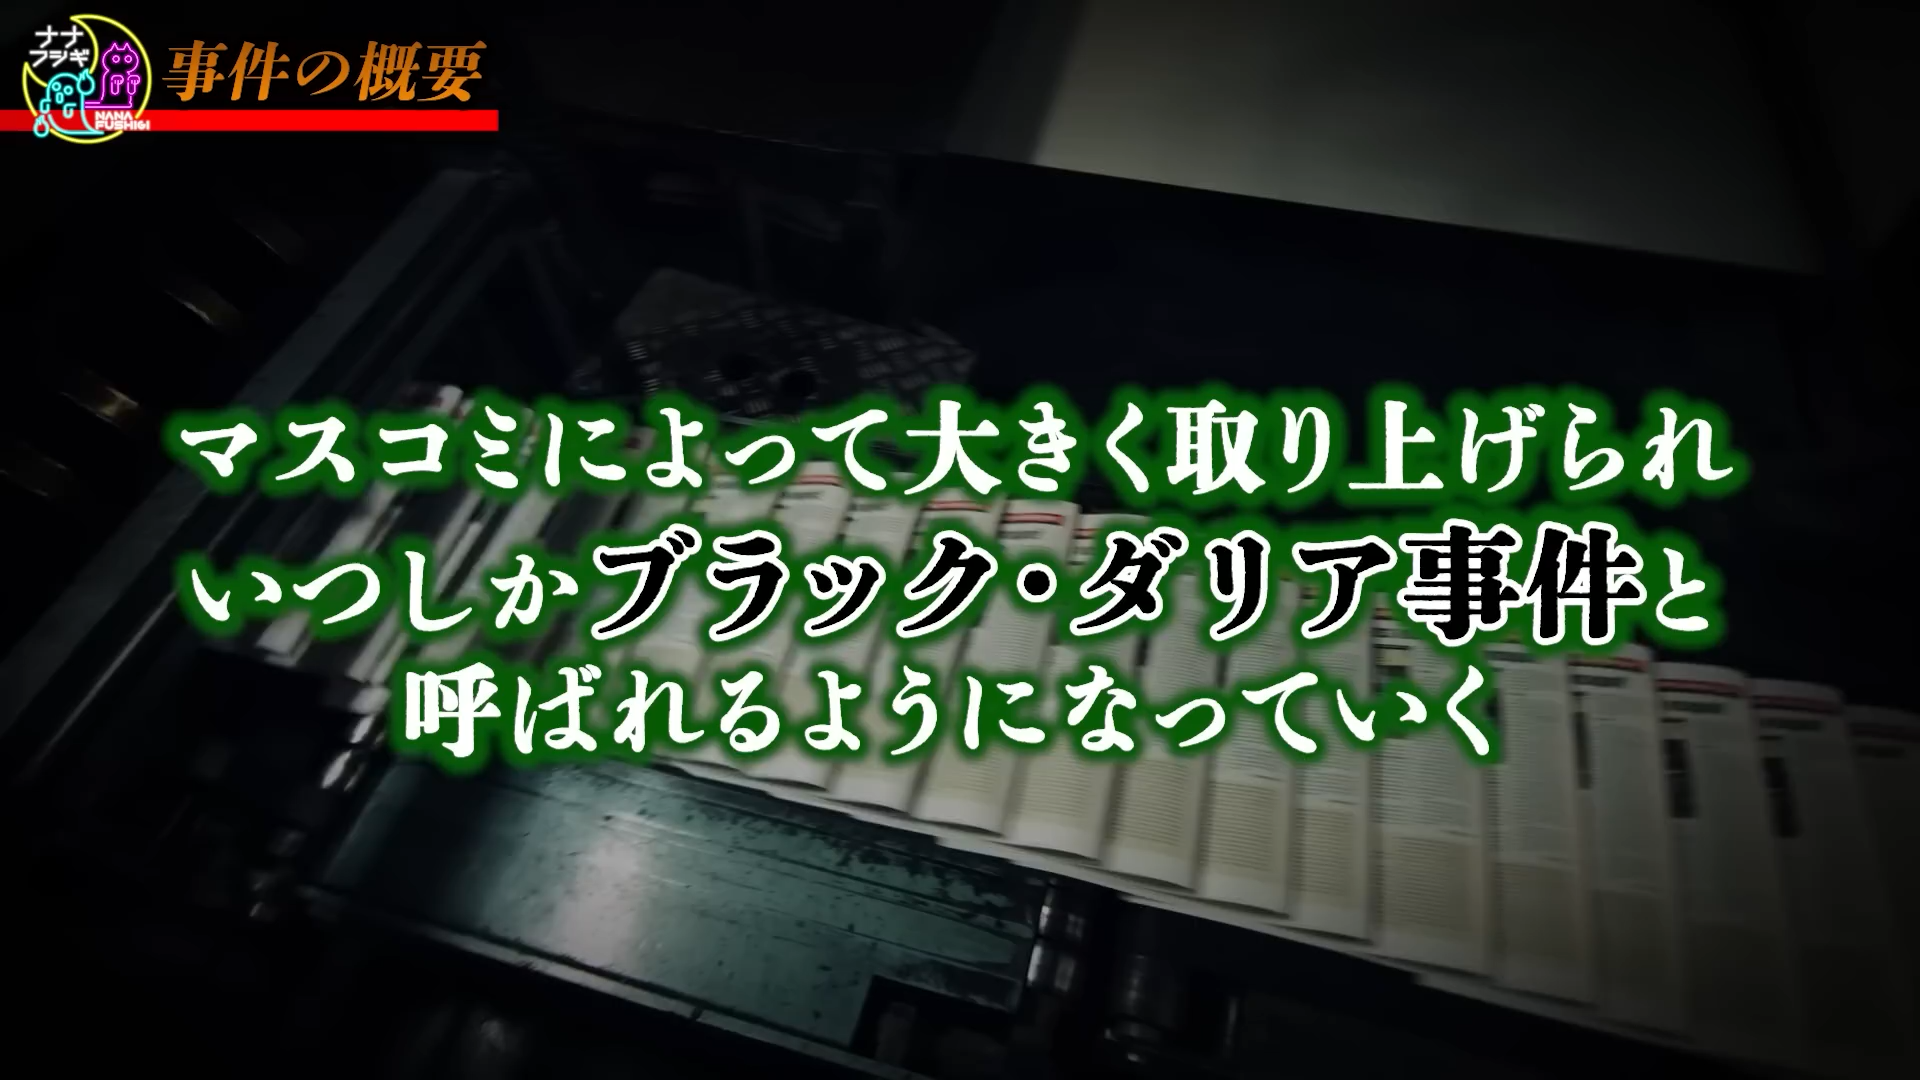 ナナ
フシギ
NANA
FUSHIGI
事件の概要
マスコミによって大きく取り上げられ
いつしかブラック・ダリア事件と
呼ばれるようになっていく